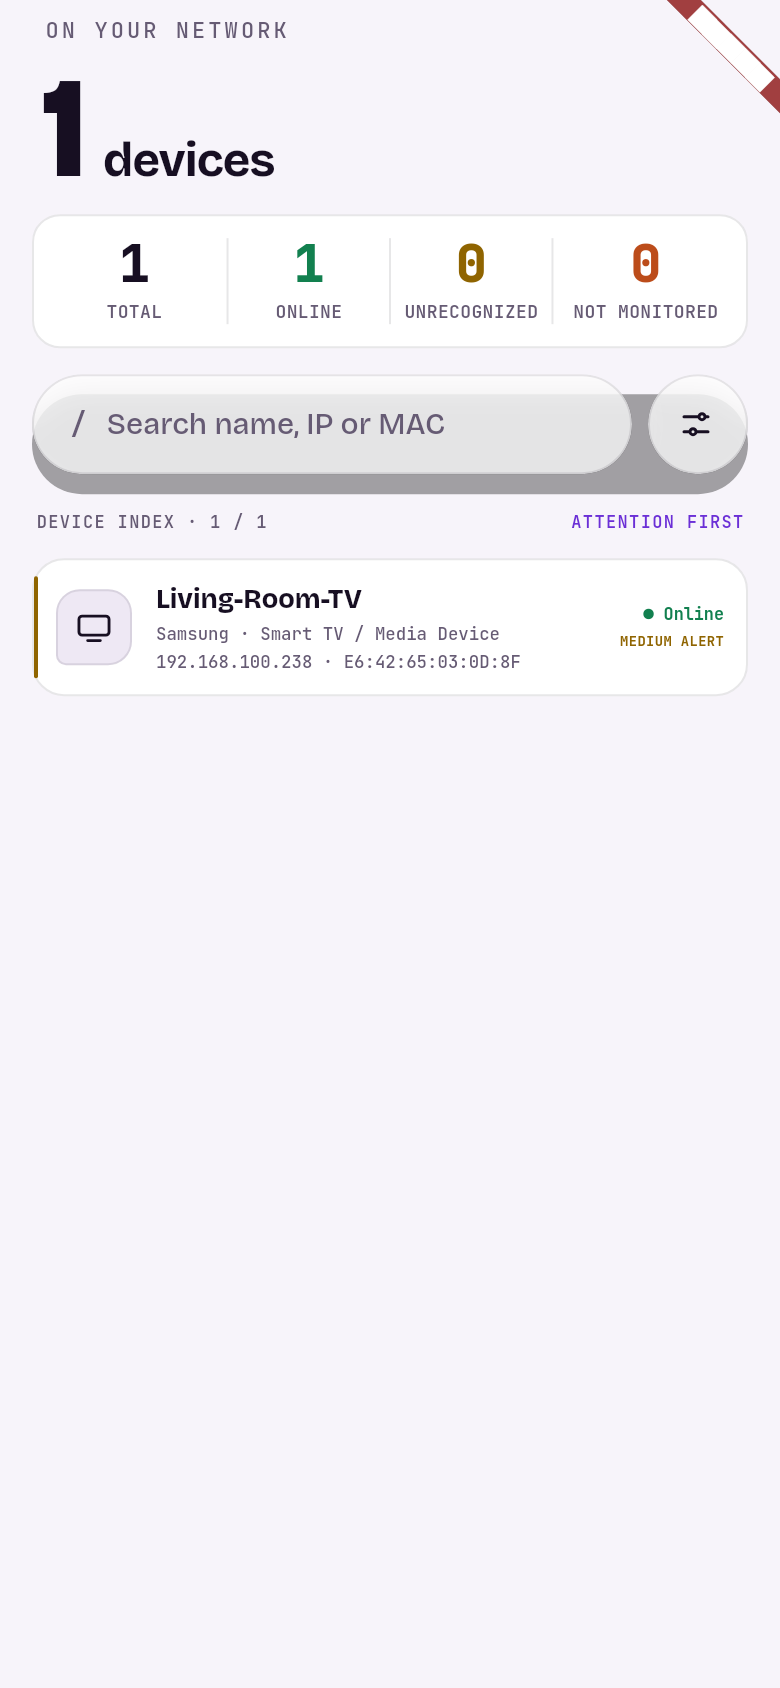 ON YOUR NETWORK
1 devices
1 1 0 0
TOTAL ONLINE UNRECOGNIZED NOT MONITORED
/ Search name, IP or MAC
DEVICE INDEX · 1 / 1 ATTENTION FIRST
Living-Room-TV
Samsung · Smart TV / Media Device
192.168.100.238 · E6:42:65:03:0D:8F
Online
MEDIUM ALERT